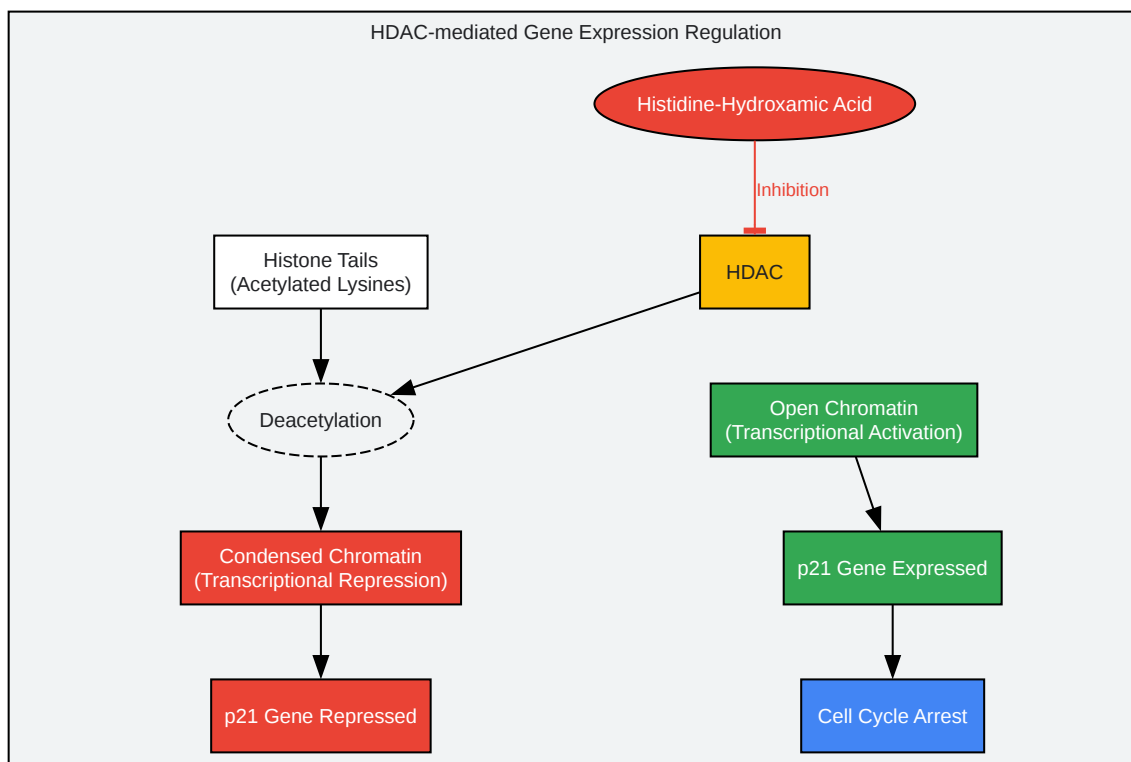 HDAC-mediated Gene Expression Regulation
Histidine-Hydroxamic Acid
Inhibition
Histone Tails
(Acetylated Lysines)
HDAC
Deacetylation
Open Chromatin
(Transcriptional Activation)
Condensed Chromatin
(Transcriptional Repression)
p21 Gene Expressed
p21 Gene Repressed
Cell Cycle Arrest